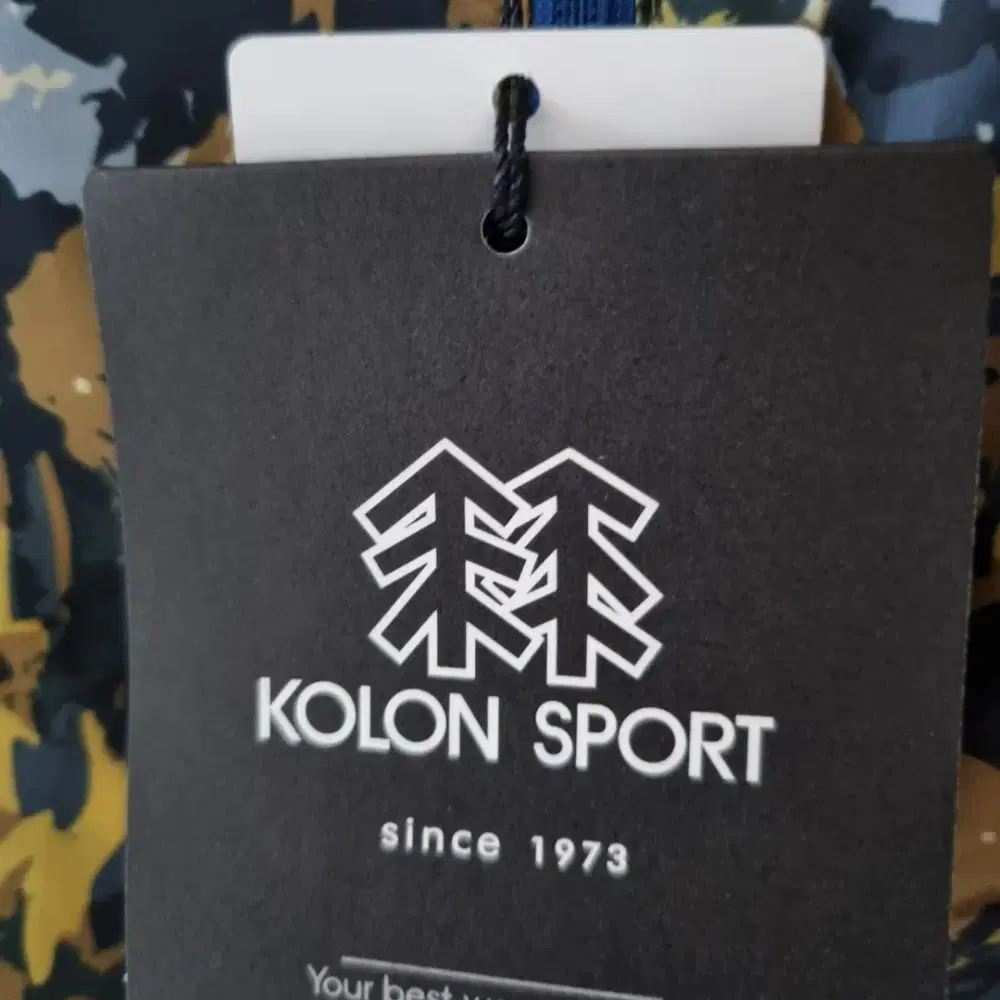 KOLON SPORT
since 1973
Your best